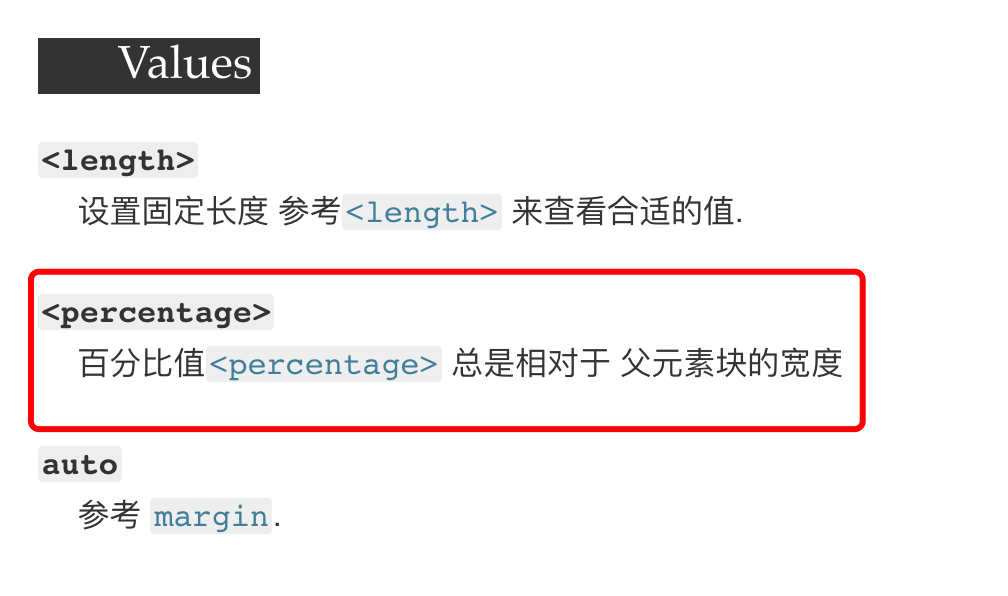 Values
<length>
设置固定长度 参考<length> 来查看合适的值.
<percentage>
百分比值<percentage> 总是相对于 父元素块的宽度
auto
参考 margin.